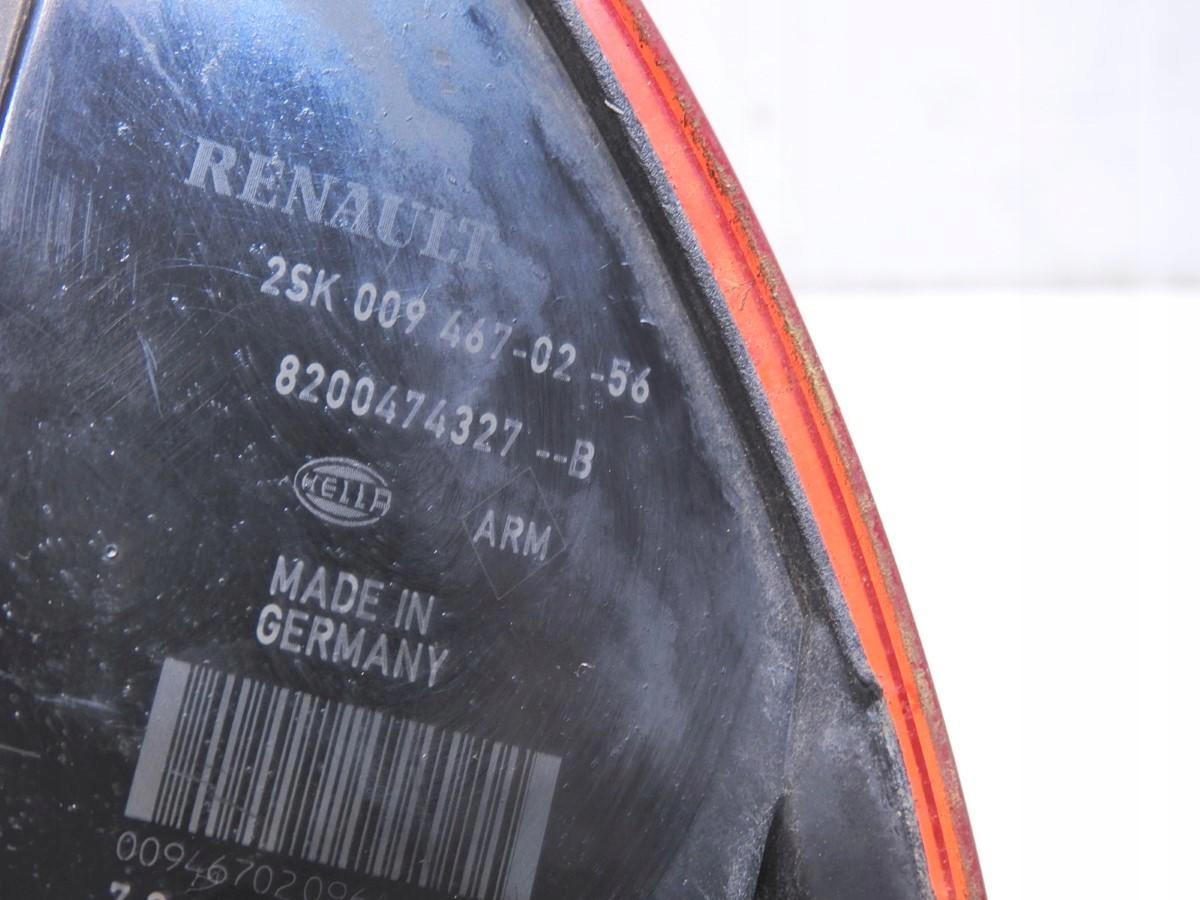 RENAULT
2SK 009 467-02 -56
8200474327 --B
HELLA
ARM
MADE IN
GERMANY